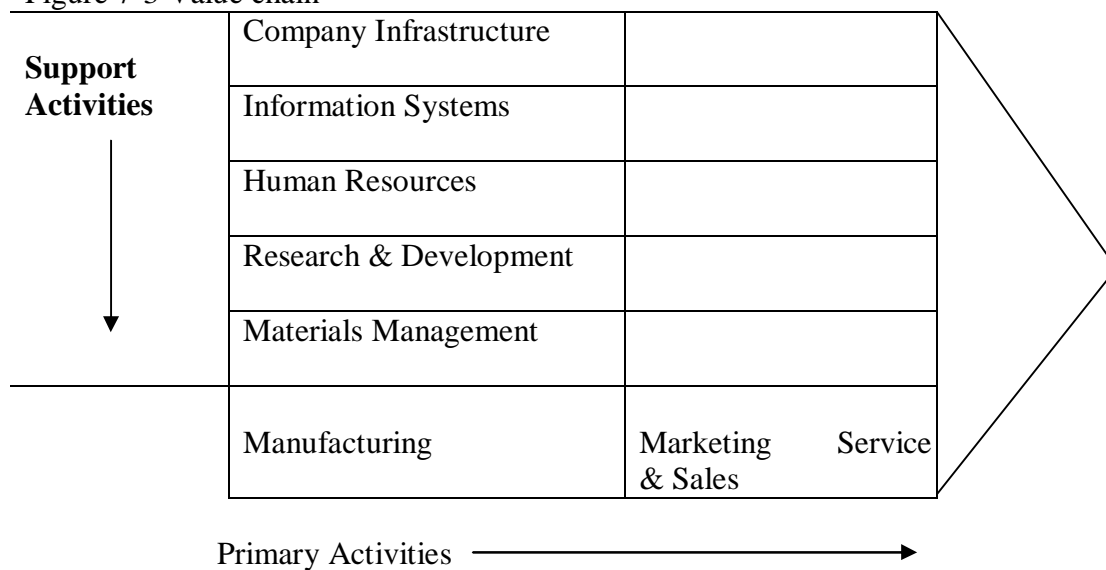 Figure 7-3 Value chain
Company Infrastructure
Support
Activities
Information Systems
Human Resources
Research & Development
Materials Management
Manufacturing
Marketing Service
& Sales
Primary Activities